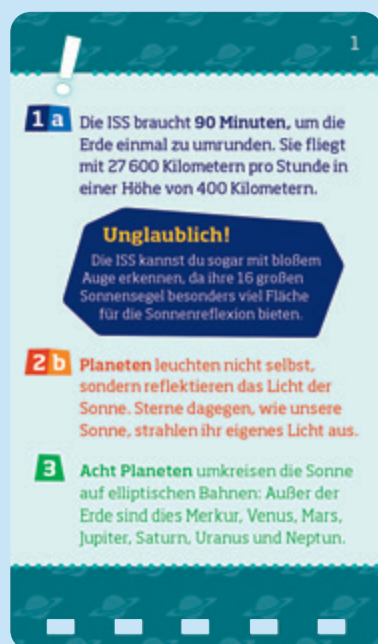 1
!
1 a Die ISS braucht 90 Minuten, um die
Erde einmal zu umrunden. Sie fliegt
mit 27 600 Kilometern pro Stunde in
einer Höhe von 400 Kilometern.
Unglaublich!
Die ISS kannst du sogar mit bloßem
Auge erkennen, da ihre 16 großen
Sonnensegel besonders viel Fläche
für die Sonnenreflexion bieten.
2 b Planeten leuchten nicht selbst,
sondern reflektieren das Licht der
Sonne. Sterne dagegen, wie unsere
Sonne, strahlen ihr eigenes Licht aus.
3 Acht Planeten umkreisen die Sonne
auf elliptischen Bahnen: Außer der
Erde sind dies Merkur, Venus, Mars,
Jupiter, Saturn, Uranus und Neptun.